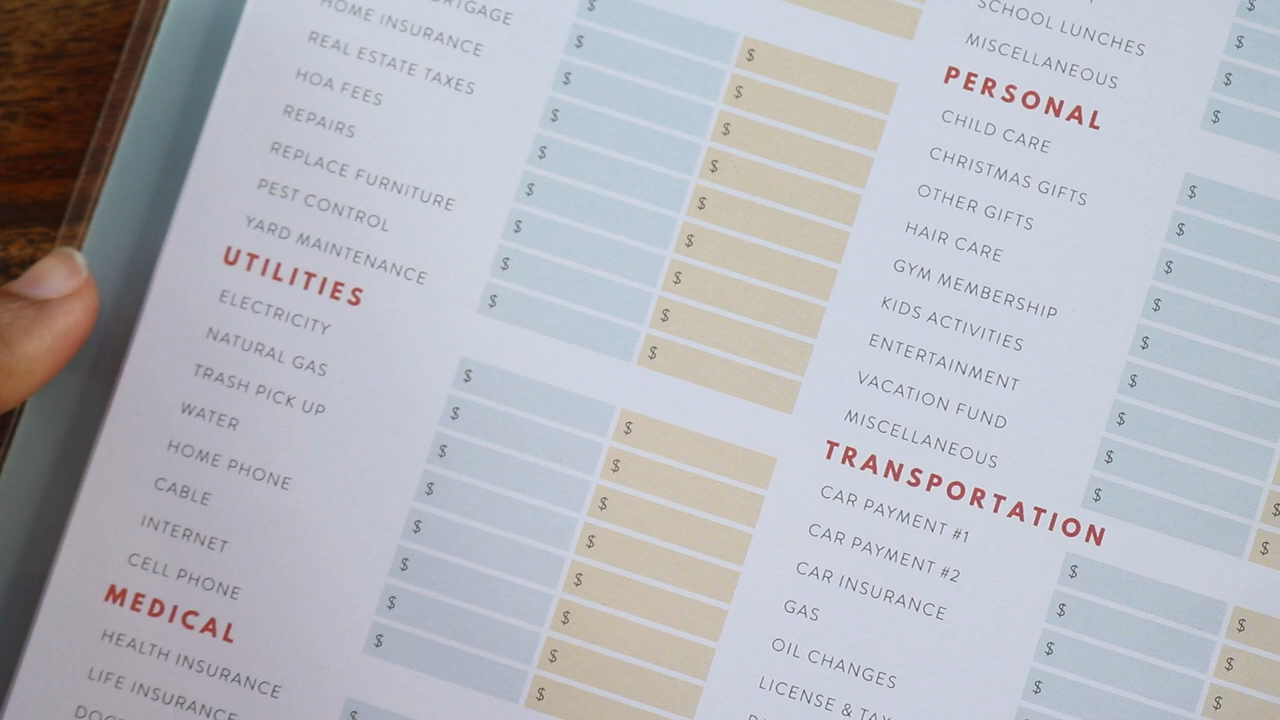 HOME INSURANCE
REAL ESTATE TAXES
HOA FEES
REPAIRS
REPLACE FURNITURE
PEST CONTROL
YARD MAINTENANCE
UTILITIES
ELECTRICITY
NATURAL GAS
TRASH PICK UP
WATER
HOME PHONE
CABLE
INTERNET
CELL PHONE
MEDICAL
HEALTH INSURANCE
LIFE INSURANCE
$ 
$ $
$ $
$ $
$ $
$ $
$ $
$ $
$ $
$
$ $
$ $
$ $
$ $
$ $
$ $
$ $
$ $
$
SCHOOL LUNCHES
MISCELLANEOUS
PERSONAL
CHILD CARE
CHRISTMAS GIFTS
OTHER GIFTS
HAIR CARE
GYM MEMBERSHIP
KIDS ACTIVITIES
ENTERTAINMENT
VACATION FUND
MISCELLANEOUS
TRANSPORTATION
CAR PAYMENT #1
CAR PAYMENT #2
CAR INSURANCE
GAS
OIL CHANGES
LICENSE &
$
$
$
$
$
$
$
$
$
$
$
$
$ $
$ $
$ $
$ $
$ $
$